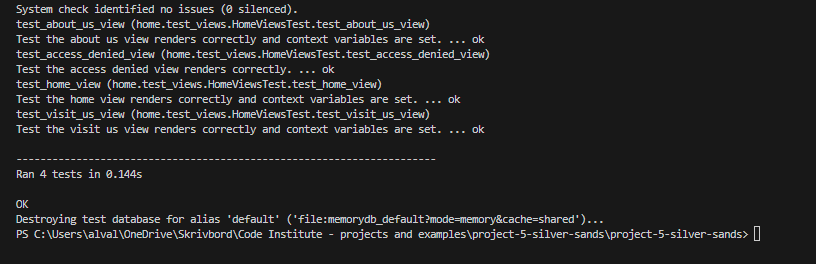 System check identified no issues (0 silenced).
test_about_us_view (home.test_views.HomeViewsTest.test_about_us_view)
Test the about us view renders correctly and context variables are set. ... ok
test_access_denied_view (home.test_views.HomeViewsTest.test_access_denied_view)
Test the access denied view renders correctly. ... ok
test_home_view (home.test_views.HomeViewsTest.test_home_view)
Test the home view renders correctly and context variables are set. ... ok
test_visit_us_view (home.test_views.HomeViewsTest.test_visit_us_view)
Test the visit us view renders correctly and context variables are set. ... ok
----------------------------------------------------------------------
Ran 4 tests in 0.144s
OK
Destroying test database for alias 'default' ('file:memorydb_default?mode=memory&cache=shared')...
PS C:\Users\alval\OneDrive\Skrivbord\Code Institute - projects and examples\project-5-silver-sands\project-5-silver-sands>